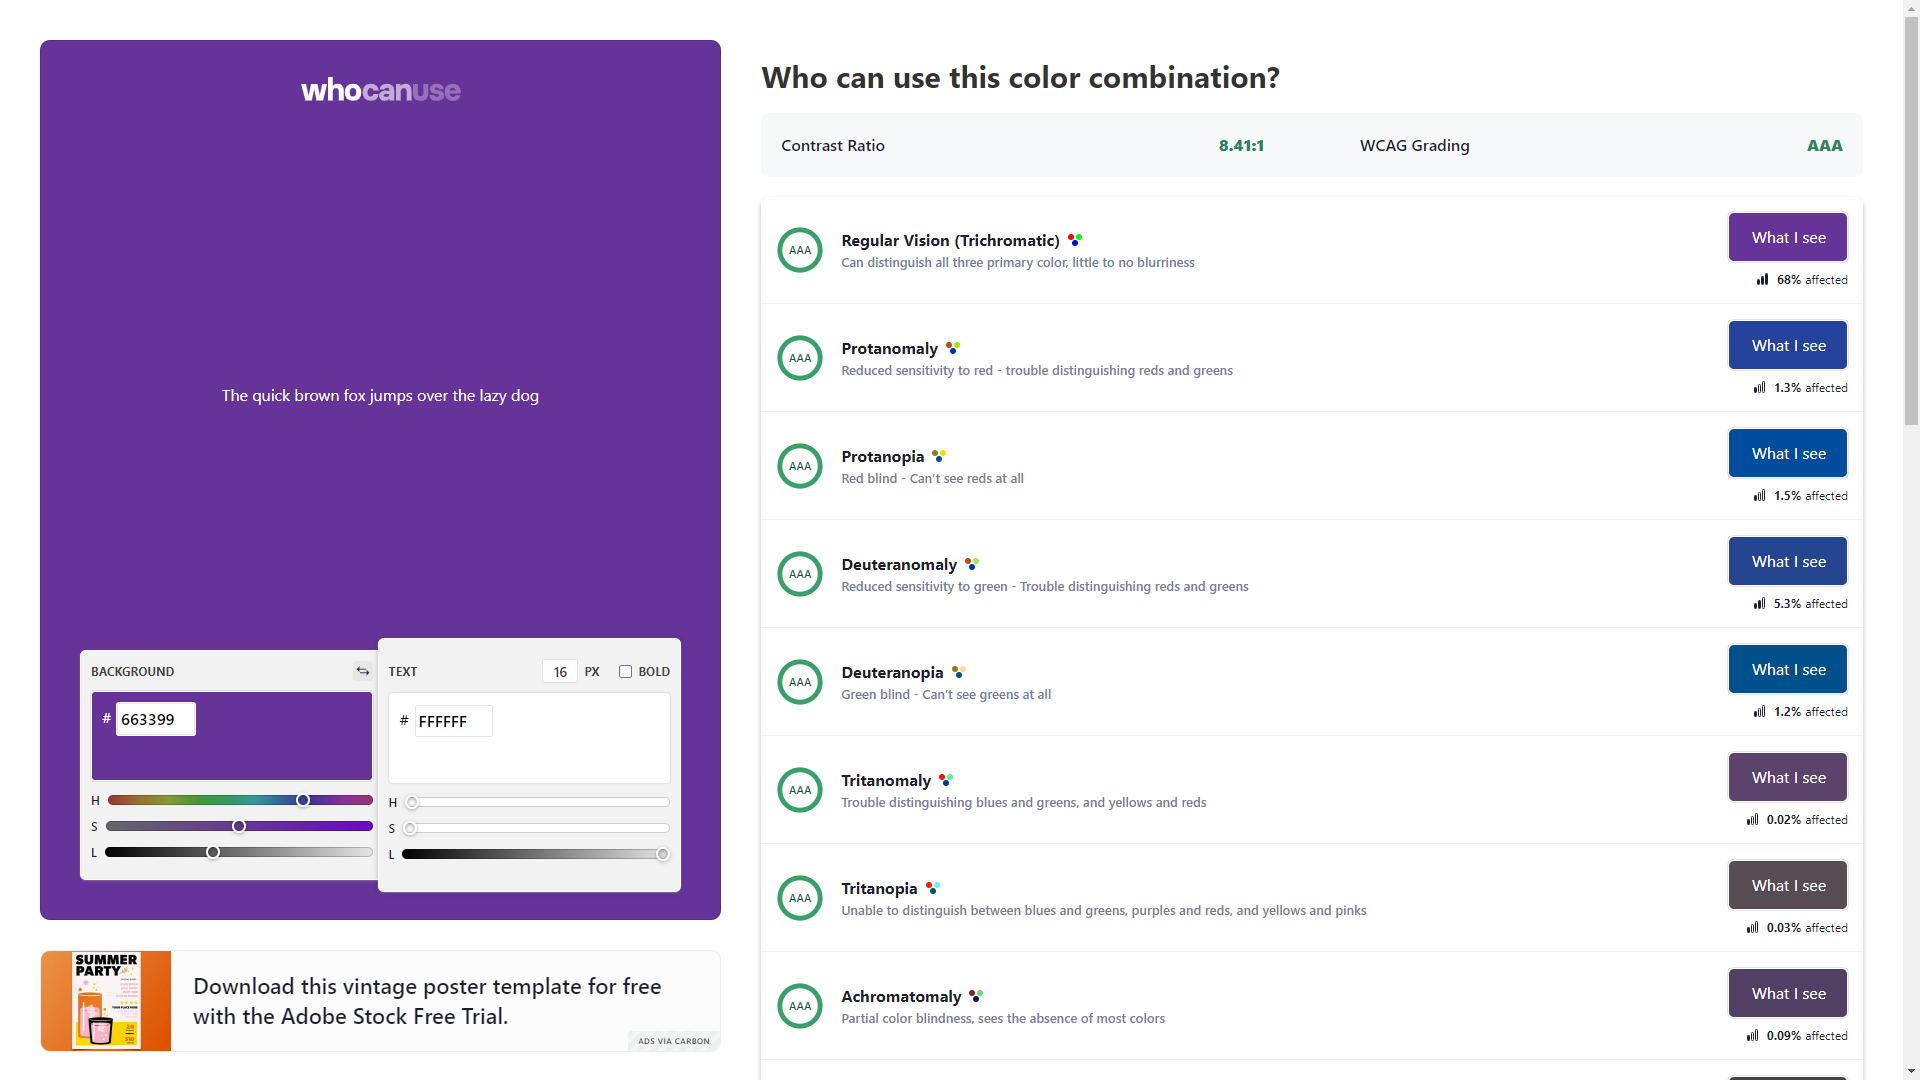 whocanuse
The quick brown fox jumps over the lazy dog
BACKGROUND
# 663399
H
S
L
TEXT
16 PX
BOLD
# FFFFFF
H
S
L
SUMMER
PARTY
Download this vintage poster template for free
with the Adobe Stock Free Trial.
ADS VIA CARBON
Who can use this color combination?
Contrast Ratio 8.41:1 WCAG Grading AAA
AAA
Regular Vision (Trichromatic)
Can distinguish all three primary color, little to no blurriness
What I see
68% affected
AAA
Protanomaly
Reduced sensitivity to red - trouble distinguishing reds and greens
What I see
1.3% affected
AAA
Protanopia
Red blind - Can't see reds at all
What I see
1.5% affected
AAA
Deuteranomaly
Reduced sensitivity to green - Trouble distinguishing reds and greens
What I see
5.3% affected
AAA
Deuteranopia
Green blind - Can't see greens at all
What I see
1.2% affected
AAA
Tritanomaly
Trouble distinguishing blues and greens, and yellows and reds
What I see
0.02% affected
AAA
Tritanopia
Unable to distinguish between blues and greens, purples and reds, and yellows and pinks
What I see
0.03% affected
AAA
Achromatomaly
Partial color blindness, sees the absence of most colors
What I see
0.09% affected